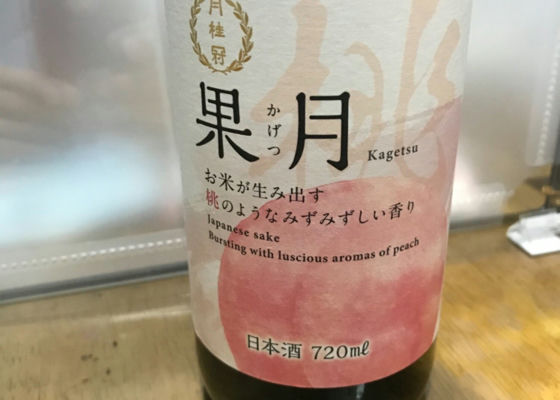 月桂冠
桃
果月
かげつ
Kagetsu
お米が生み出す
桃のようなみずみずしい香り
Japanese sake
Bursting with luscious aromas of peach
日本酒 720㎖